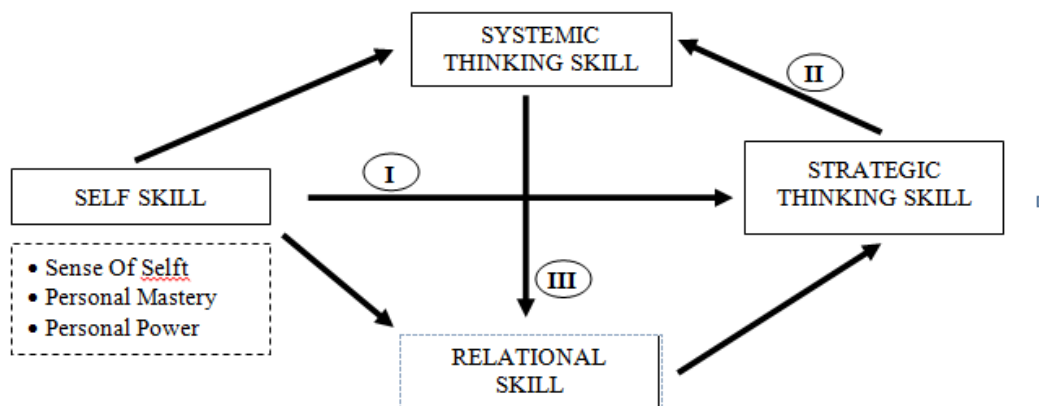 SYSTEMIC
THINKING SKILL
II
STRATEGIC
THINKING SKILL
I
SELF SKILL
• Sense Of Selft
• Personal Mastery
• Personal Power
III
RELATIONAL
SKILL